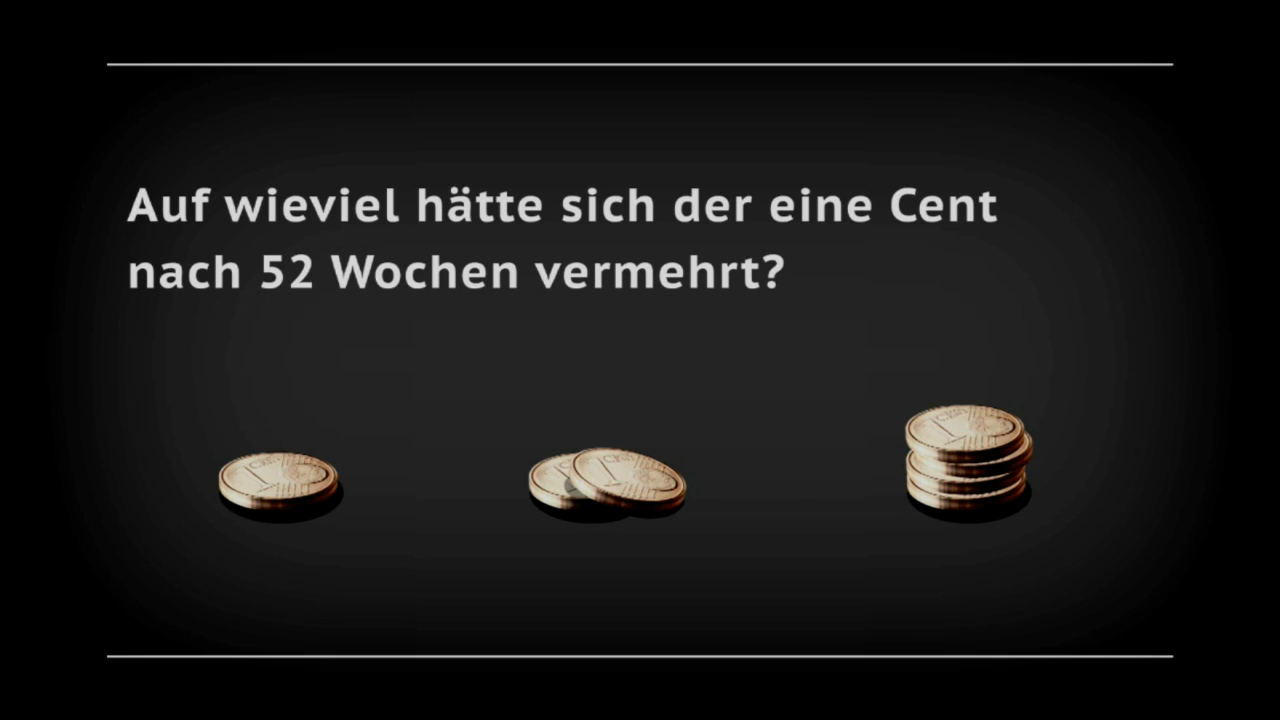 Auf wieviel hätte sich der eine Cent
nach 52 Wochen vermehrt?